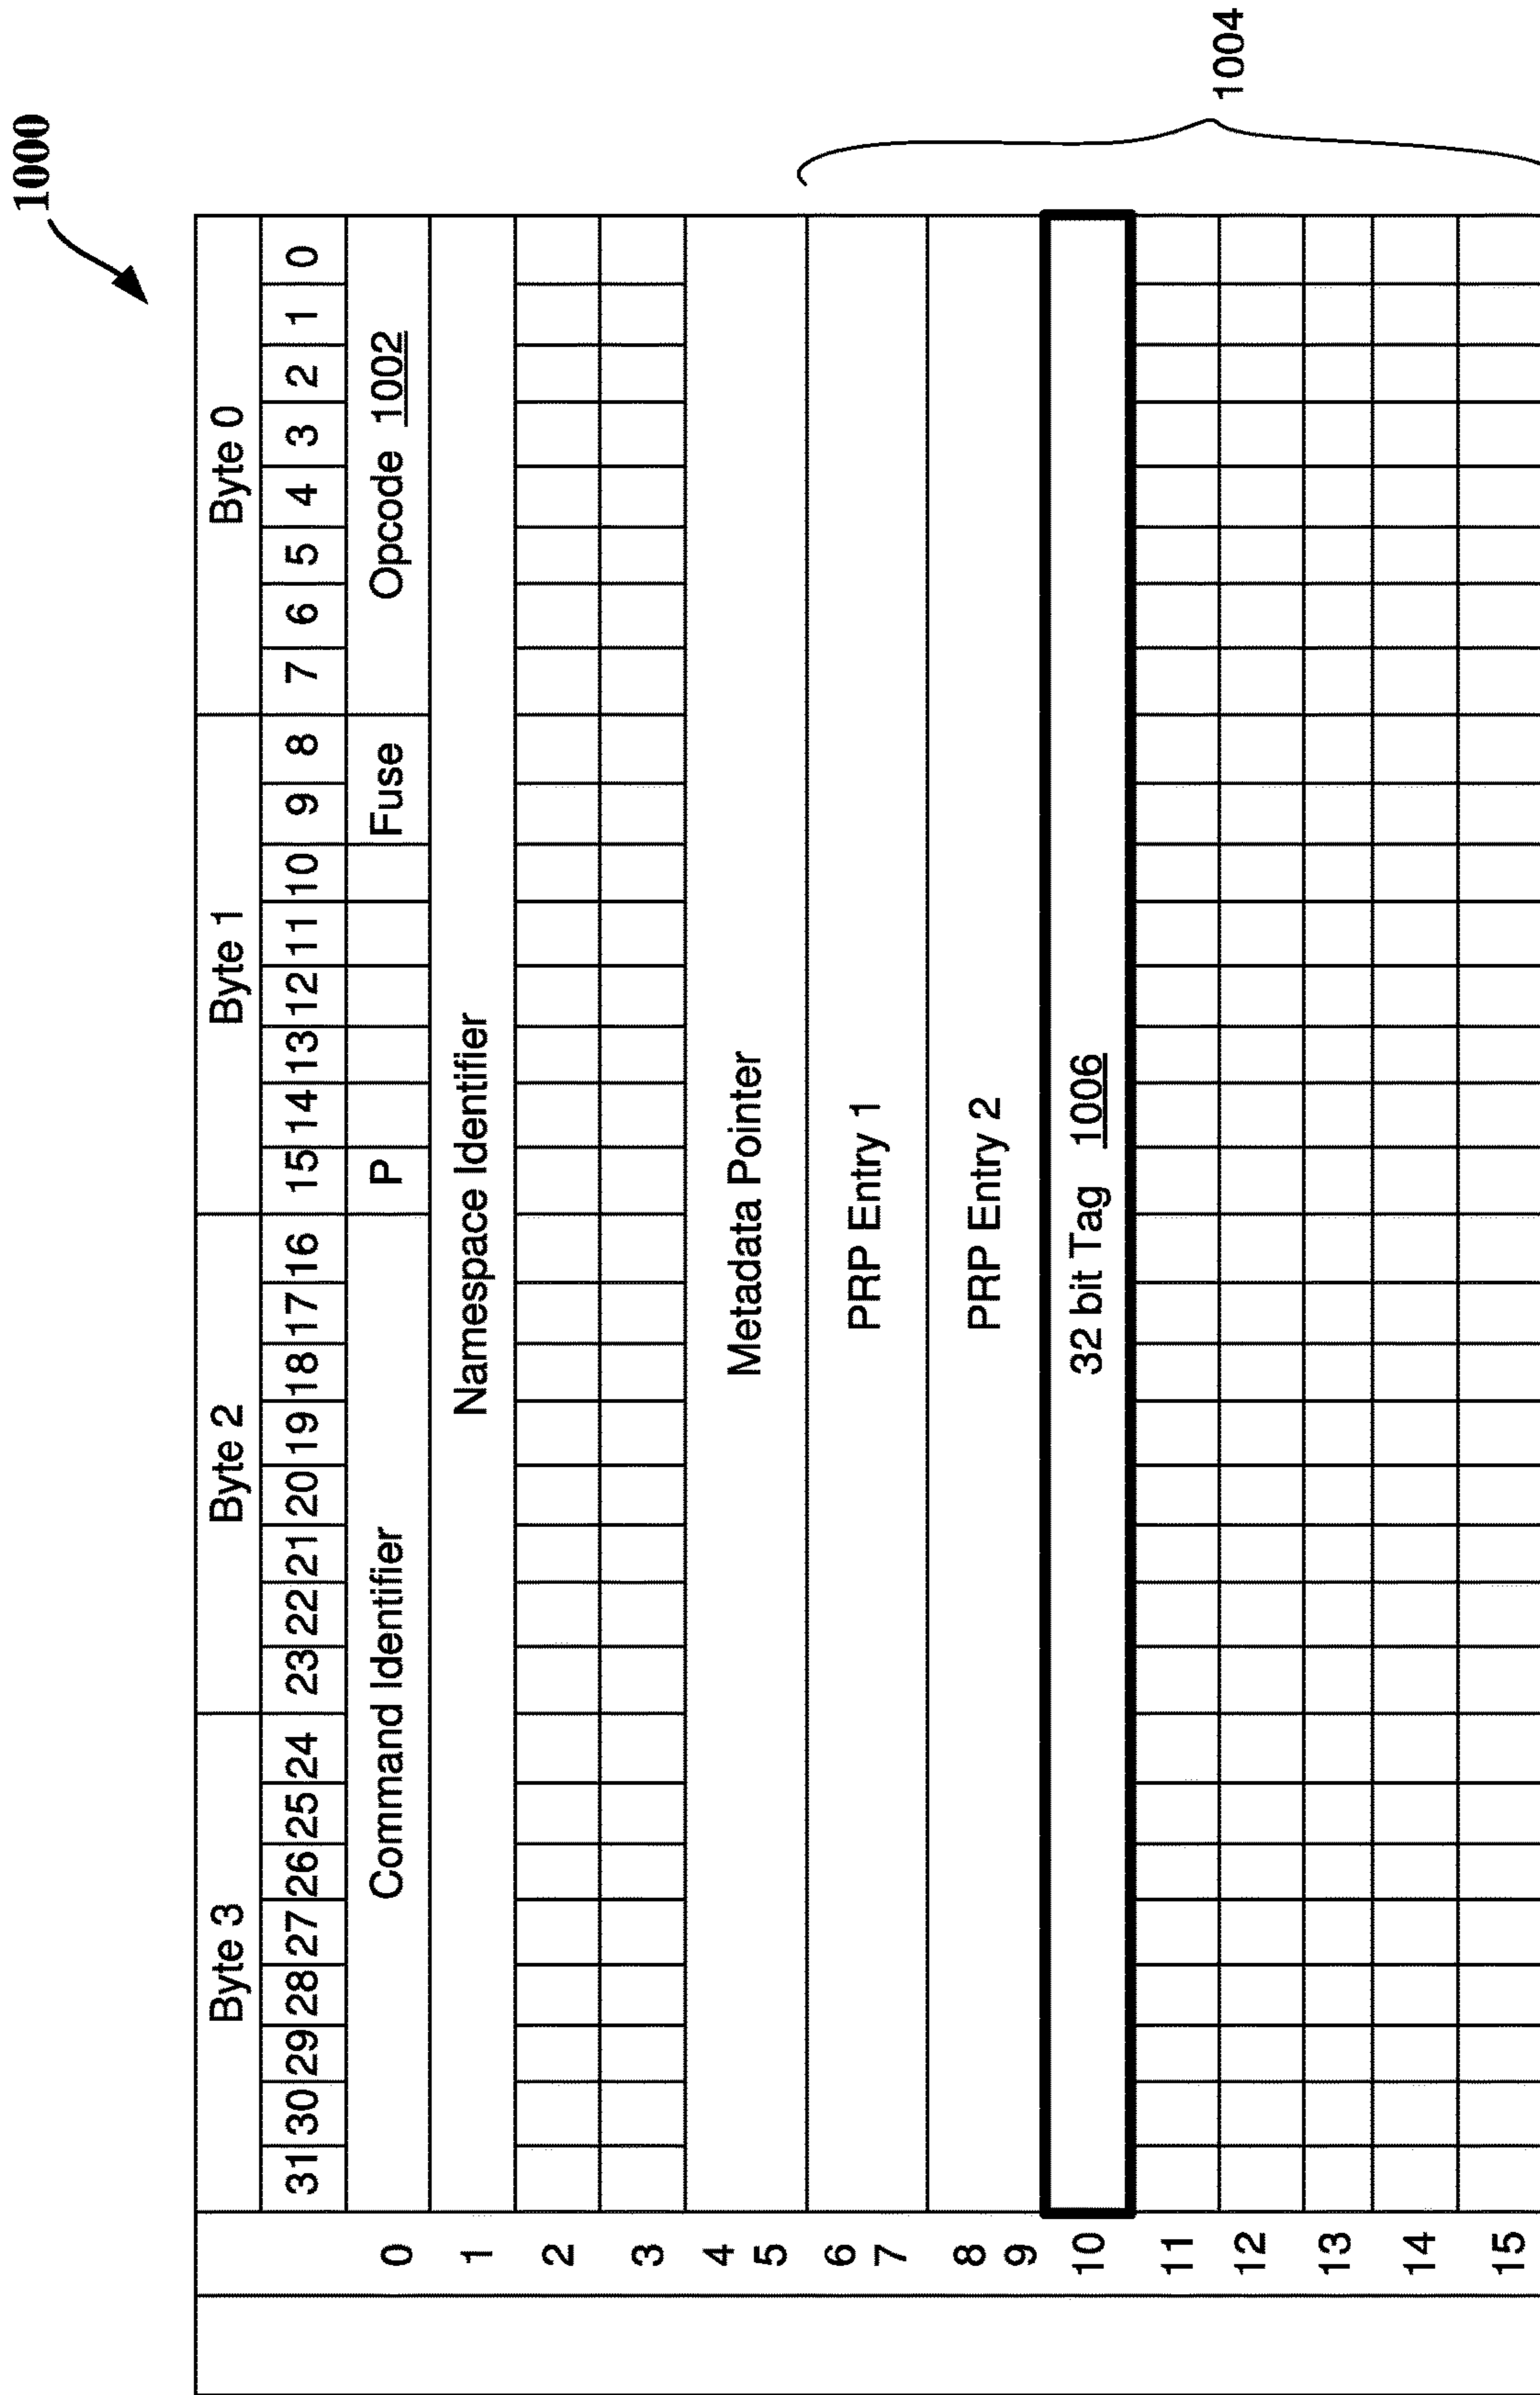 1000
Byte 3 Byte 2 Byte 1 Byte 0
31 30 29 28 27 26 25 24 23 22 21 20 19 18 17 16 15 14 13 12 11 10 9 8 7 6 5 4 3 2 1 0
0 Command Identifier P Fuse Opcode 1002
1 Namespace Identifier
2
3
4
Metadata Pointer
5
6
PRP Entry 1
7
8
PRP Entry 2
9
10 32 bit Tag 1006
11
12
13
14
15
1004